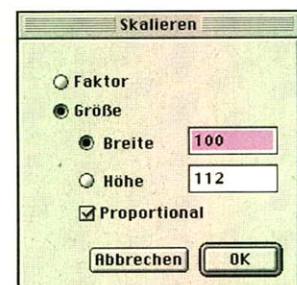 Skalieren
Faktor
Größe
Breite 100
Höhe 112
Proportional
Abbrechen OK